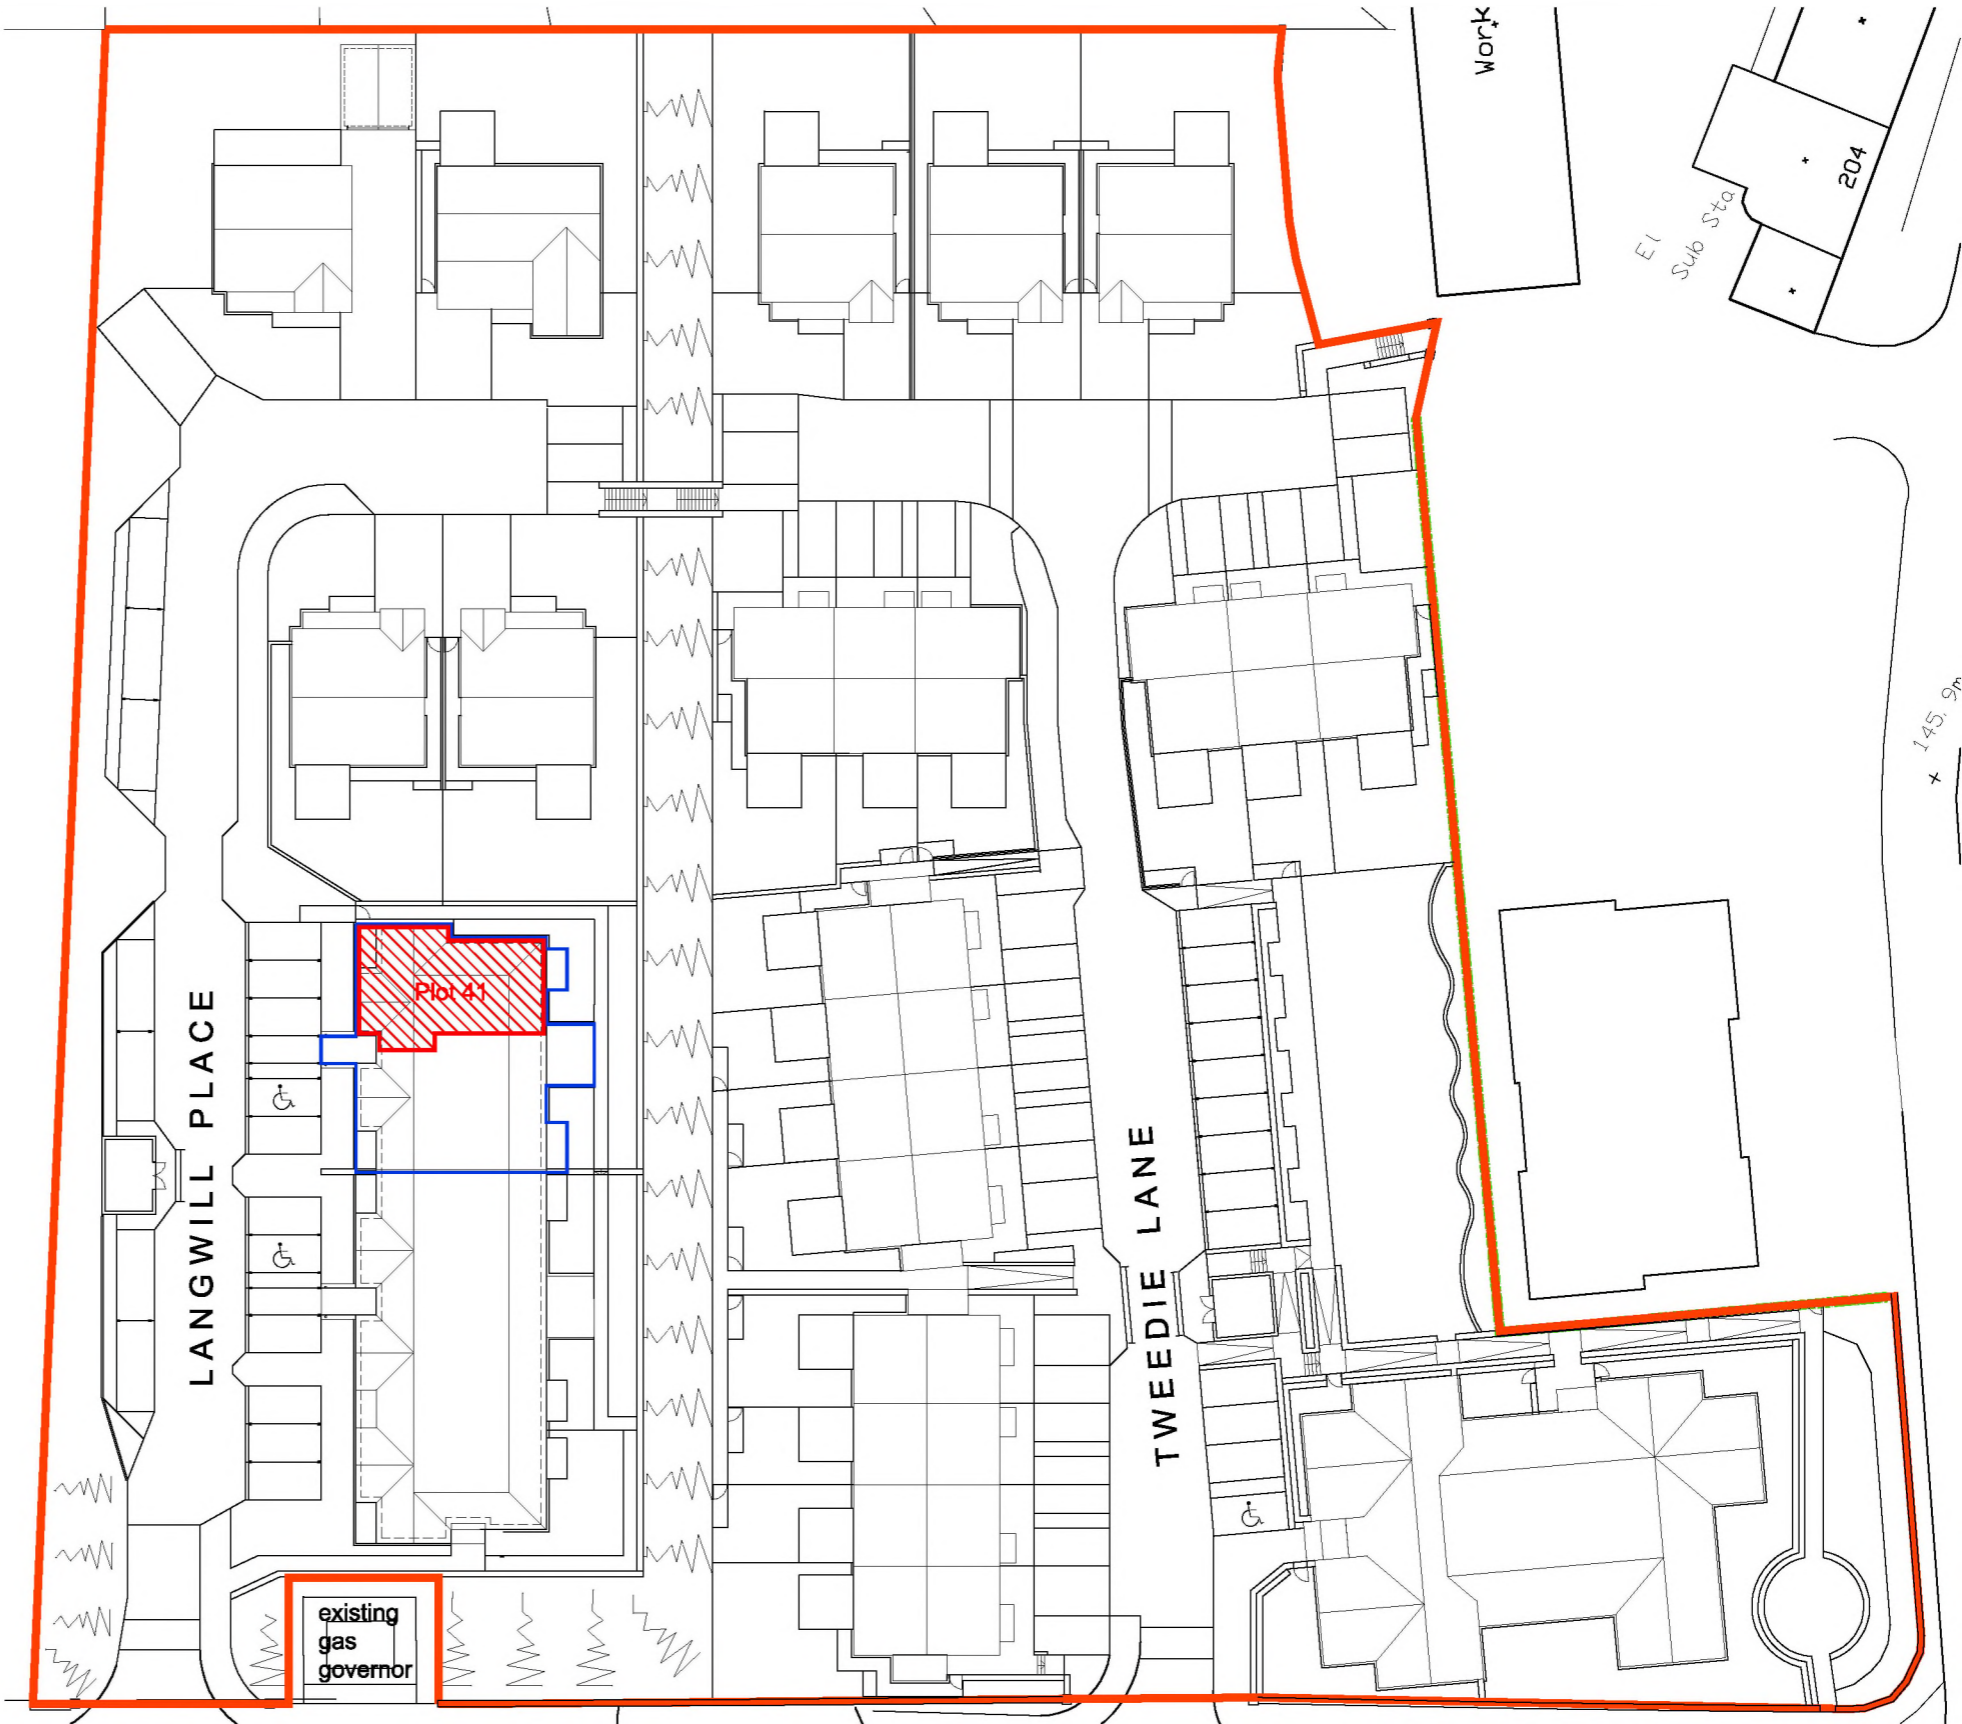 Work
204
El
Sub Sta
145.9m
Plot 41
LANGWILL PLACE
TWEEDIE LANE
existing
gas
governor